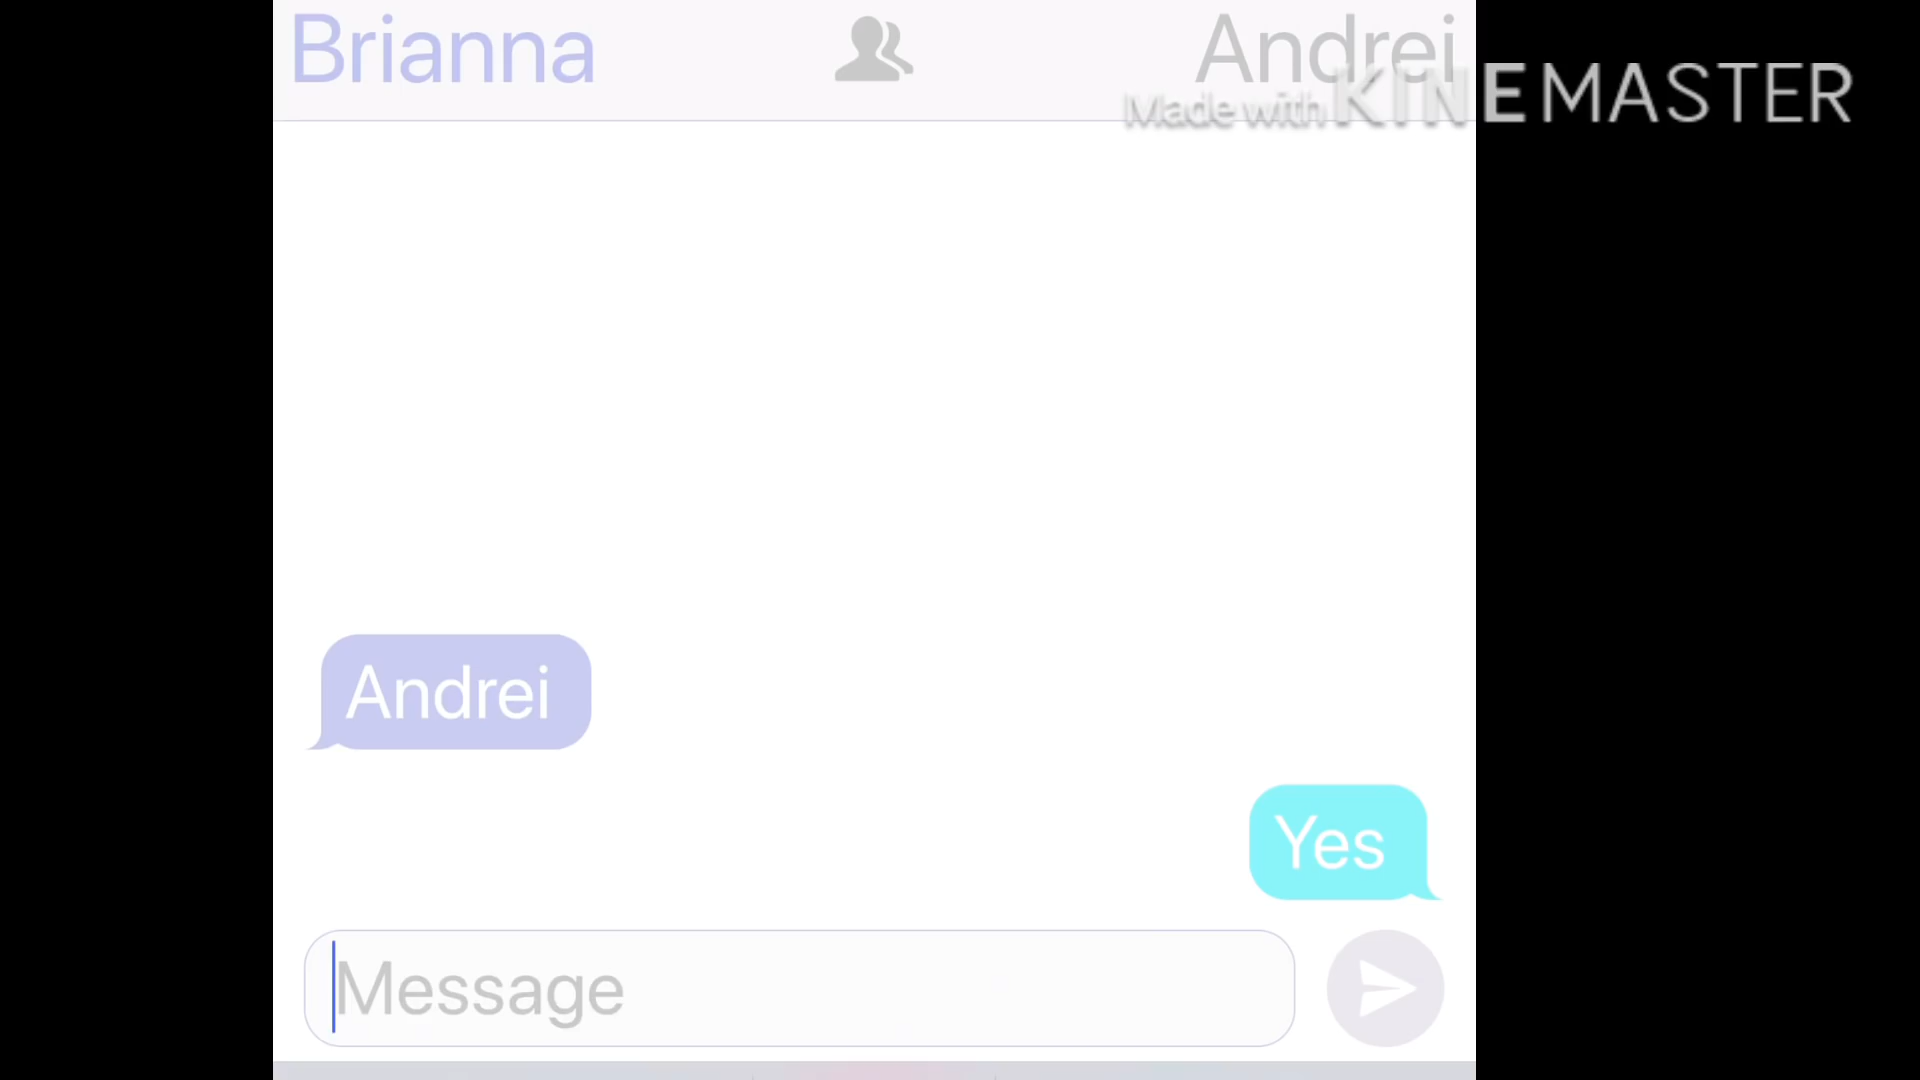 Brianna
Andrei
Made with KINEMASTER
Andrei
Yes
Message